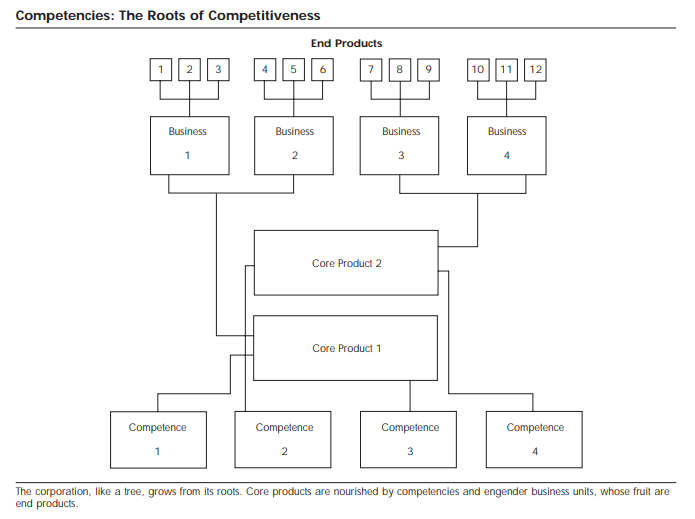 Competencies: The Roots of Competitiveness
End Products
1 2 3 4 5 6 7 8 9 10 11 12
Business Business Business Business
1 2 3 4
Core Product 2
Core Product 1
Competence Competence Competence Competence
1 2 3 4
The corporation, like a tree, grows from its roots. Core products are nourished by competencies and engender business units, whose fruit are
end products.